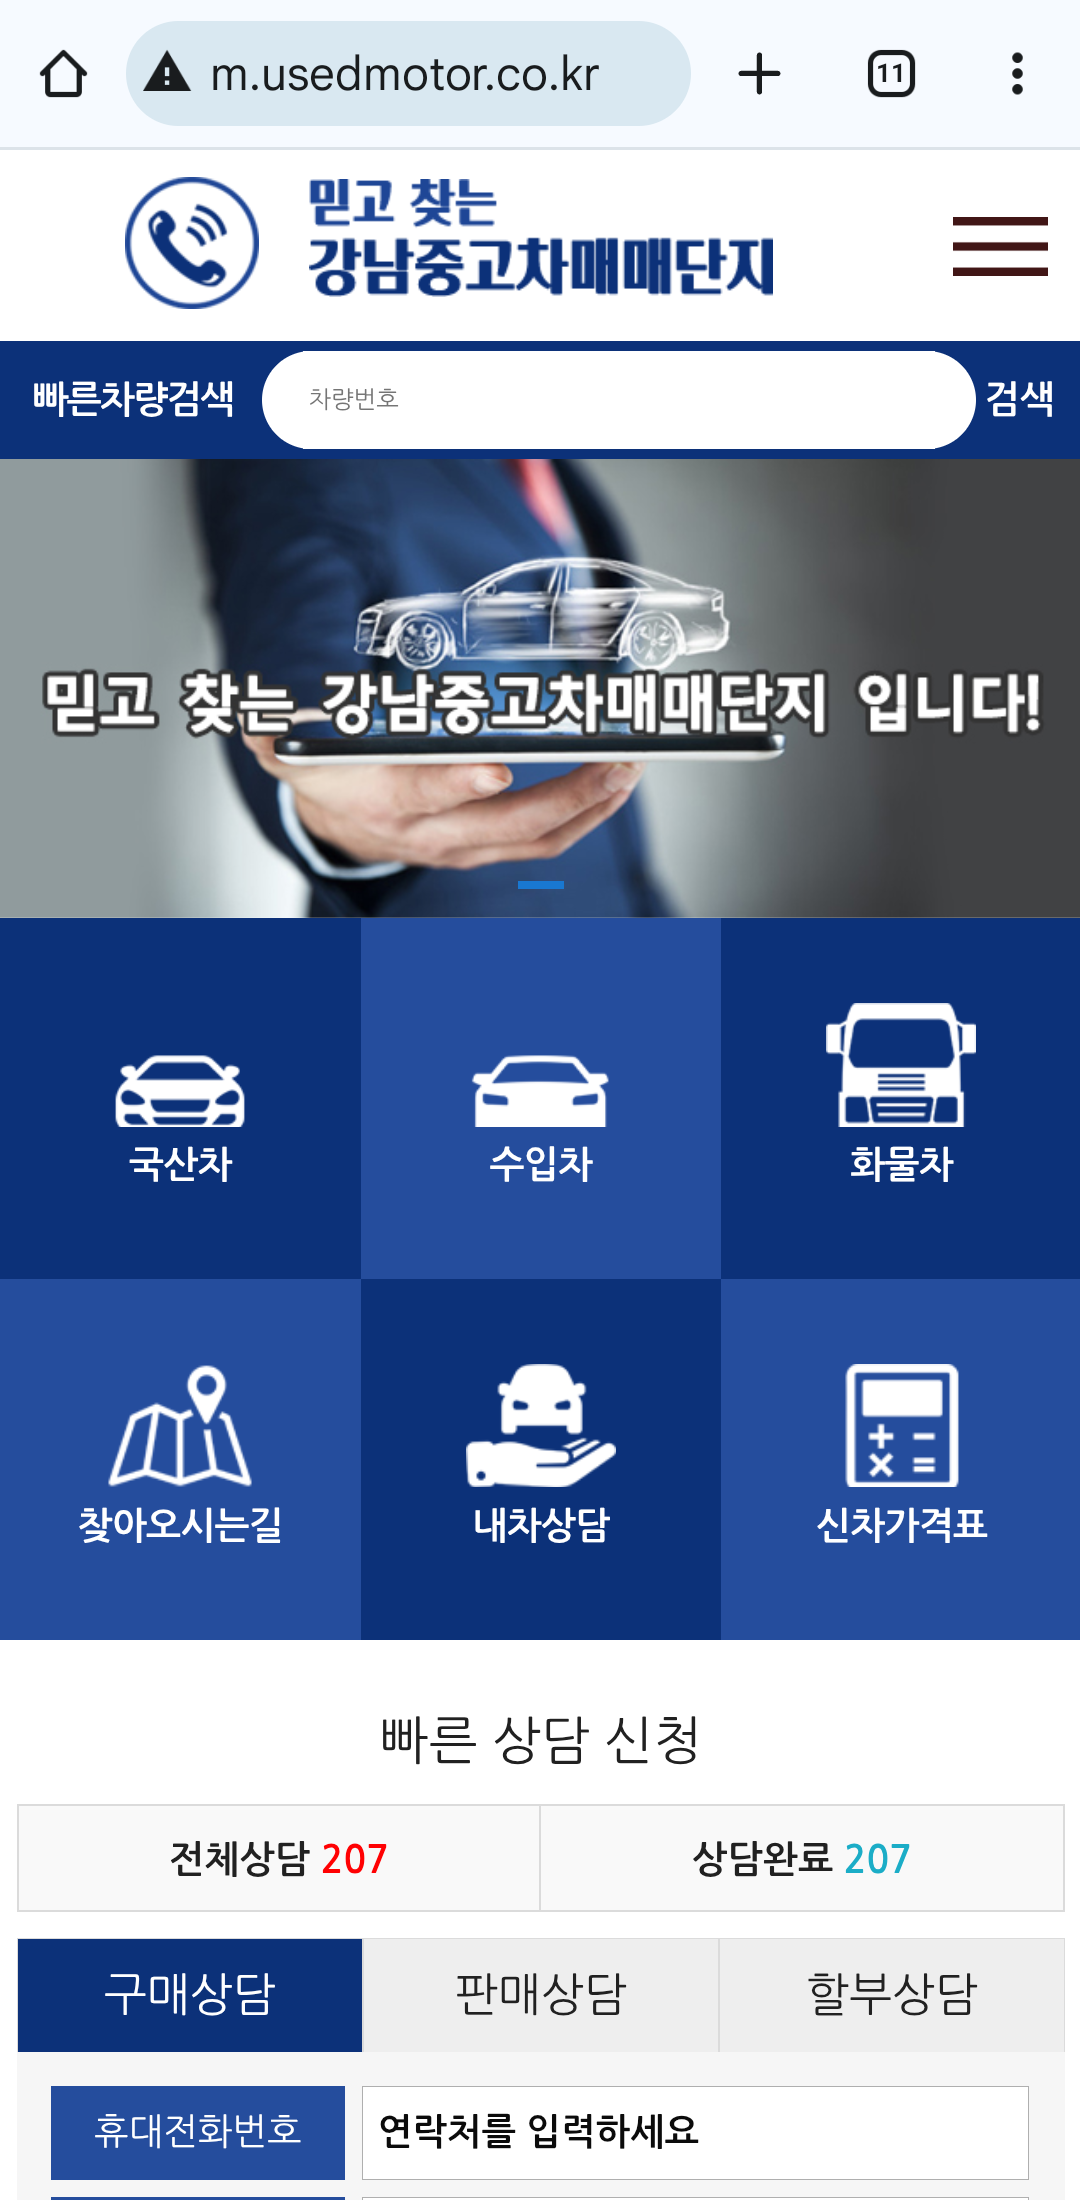 m.usedmotor.co.kr
11
믿고 찾는
강남중고차매매단지
빠른차량검색
차량번호
검색
믿고 찾는 강남중고차매매단지 입니다!
국산차
수입차
화물차
찾아오시는길
내차상담
신차가격표
빠른 상담 신청
전체상담 207
상담완료 207
구매상담
판매상담
할부상담
휴대전화번호
연락처를 입력하세요